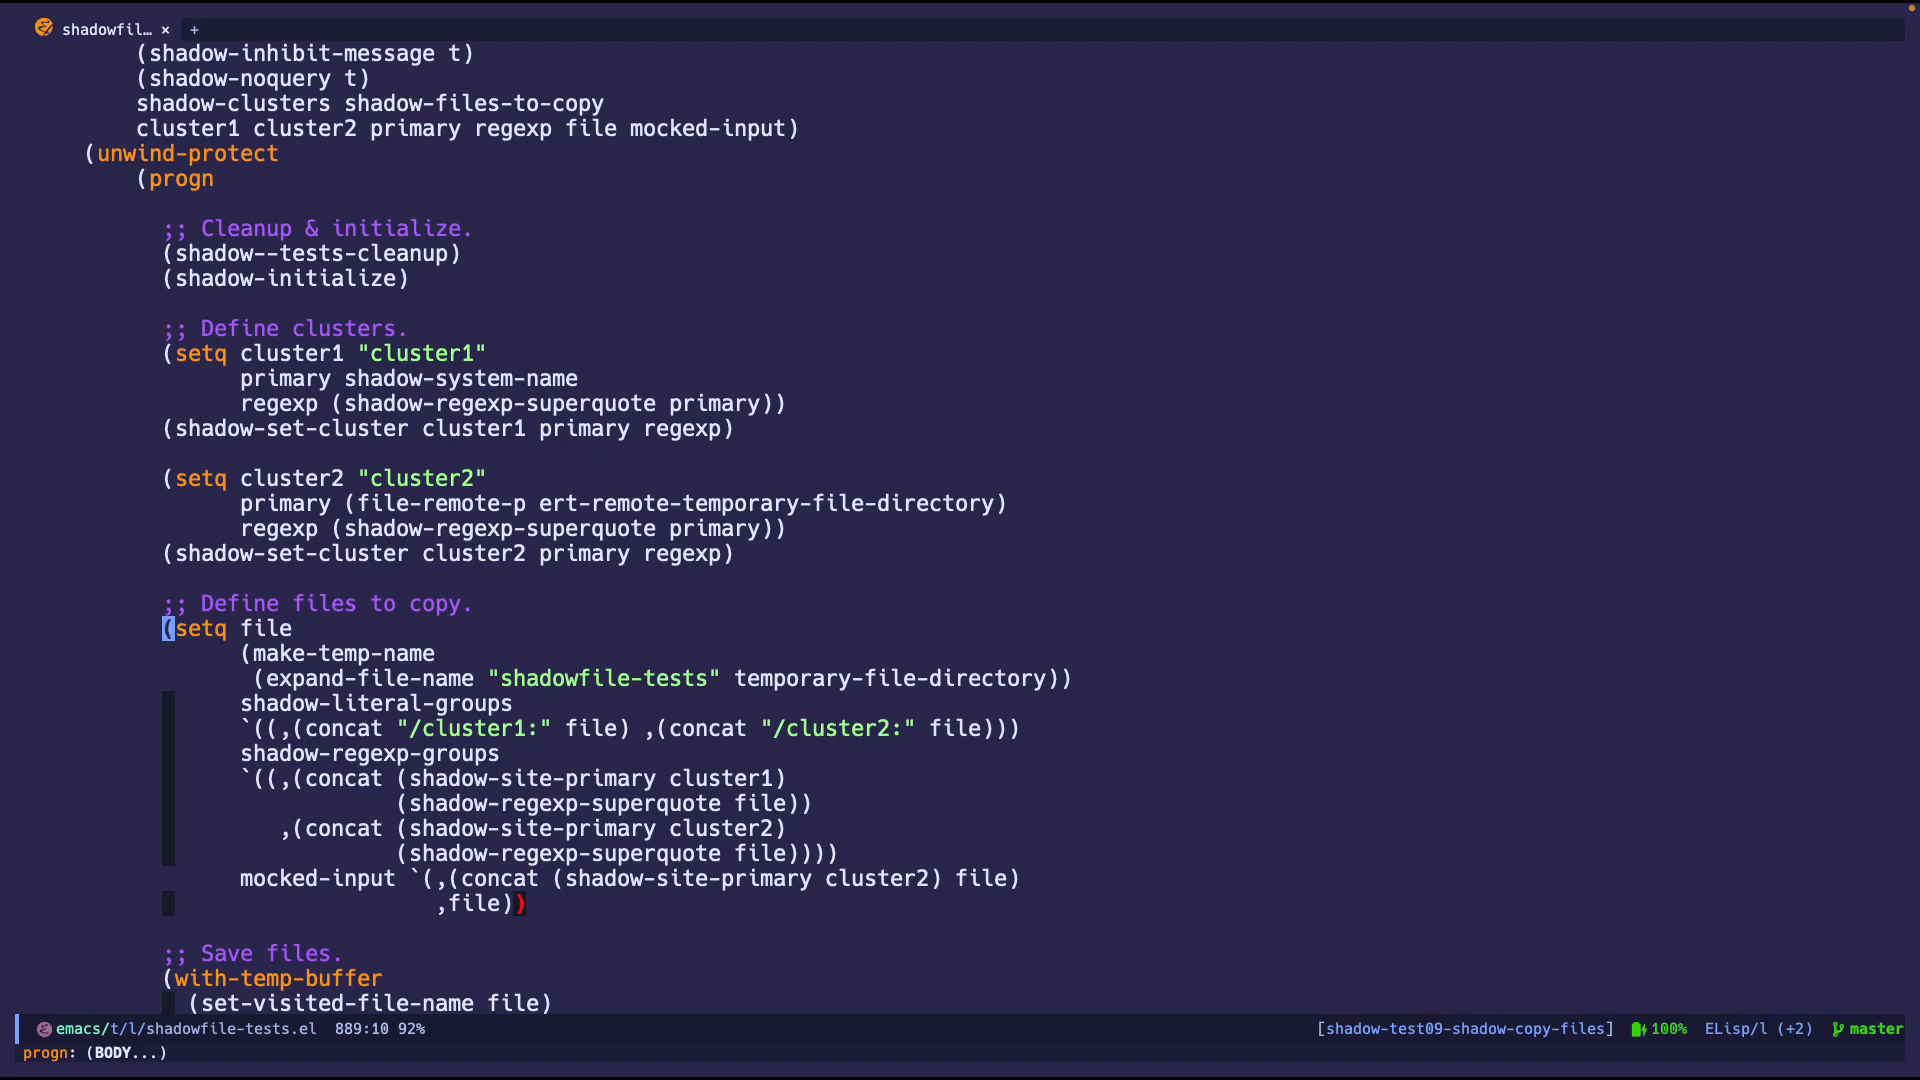 shadowfil… × +
(shadow-inhibit-message t)
(shadow-noquery t)
shadow-clusters shadow-files-to-copy
cluster1 cluster2 primary regexp file mocked-input)
(unwind-protect
(progn
;; Cleanup & initialize.
(shadow--tests-cleanup)
(shadow-initialize)
;; Define clusters.
(setq cluster1 "cluster1"
primary shadow-system-name
regexp (shadow-regexp-superquote primary))
(shadow-set-cluster cluster1 primary regexp)
(setq cluster2 "cluster2"
primary (file-remote-p ert-remote-temporary-file-directory)
regexp (shadow-regexp-superquote primary))
(shadow-set-cluster cluster2 primary regexp)
;; Define files to copy.
(setq file
(make-temp-name
(expand-file-name "shadowfile-tests" temporary-file-directory))
shadow-literal-groups
`((,(concat "/cluster1:" file) ,(concat "/cluster2:" file)))
shadow-regexp-groups
`((,(concat (shadow-site-primary cluster1)
(shadow-regexp-superquote file))
,(concat (shadow-site-primary cluster2)
(shadow-regexp-superquote file))))
mocked-input `(,(concat (shadow-site-primary cluster2) file)
,file))
;; Save files.
(with-temp-buffer
(set-visited-file-name file)
emacs/t/l/shadowfile-tests.el 889:10 92% [shadow-test09-shadow-copy-files] 100% ELisp/l (+2) master
progn: (BODY...)